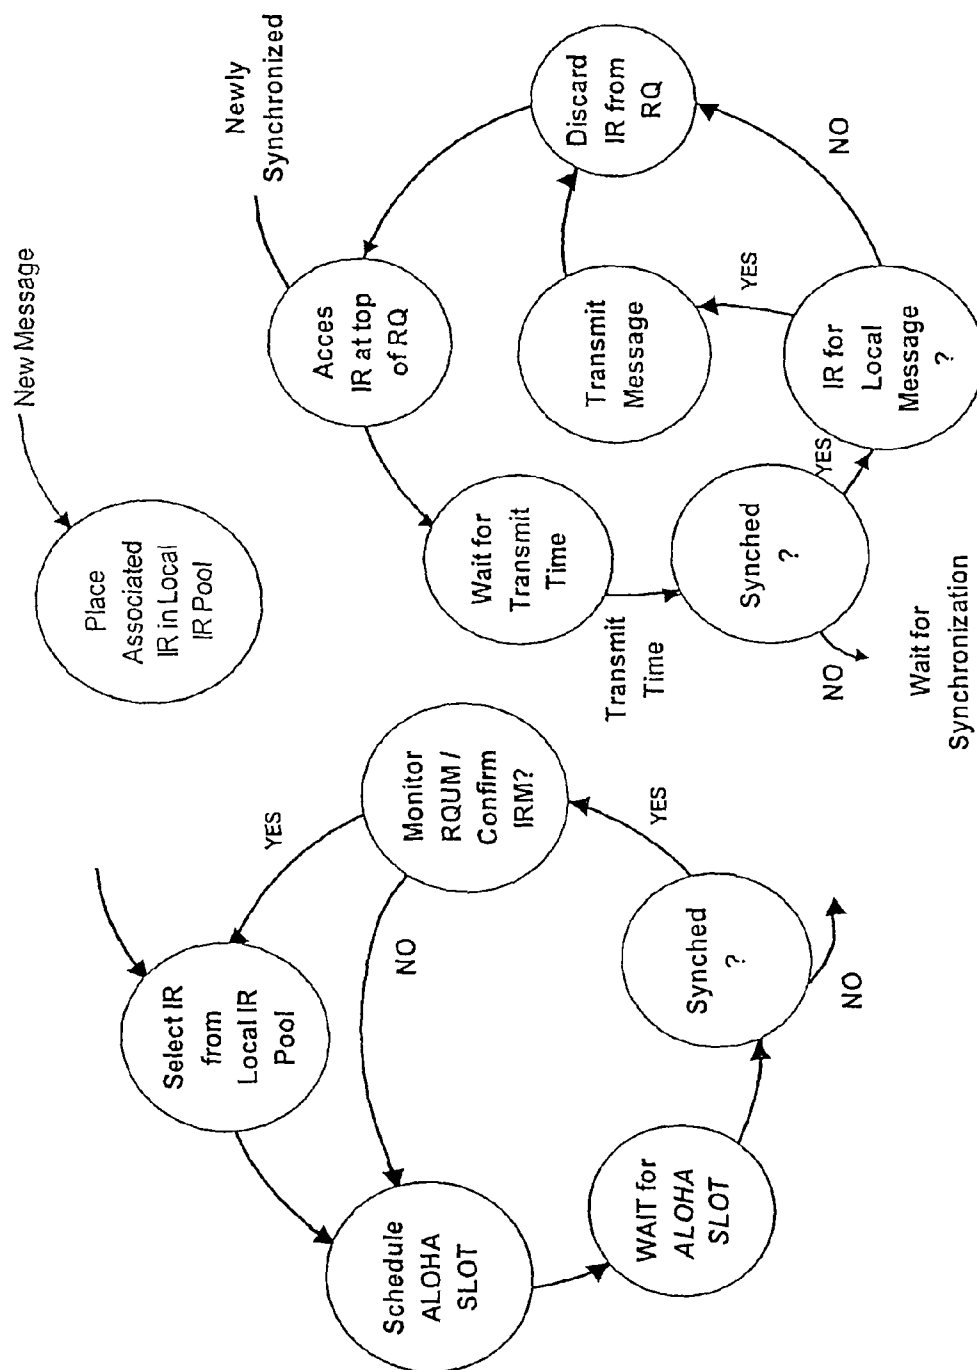 New Message
Place
Associated
IR in Local
IR Pool
Select IR
from
Local IR
Pool
YES
Monitor
RQUM /
Confirm
IRM?
NO
Schedule
ALOHA
SLOT
WAIT for
ALOHA
SLOT
Synched
?
YES
NO
Newly
Synchronized
Acces
IR at top
of RQ
Wait for
Transmit
Time
Transmit
Time
Synched
?
YES
NO
Wait for
Synchronization
IR for
Local
Message
?
YES
NO
Transmit
Message
Discard
IR from
RQ